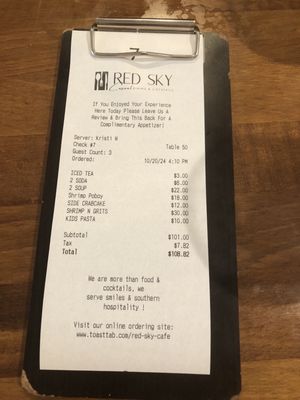 7
RED SKY
Casual Dining & Catering
If You Enjoyed Your Experience
Here Today Please Leave Us A
Review & Bring This Back For A
Complimentary Appetizer!
Server: Kristi W
Check #7 Table 50
Guest Count: 3
Ordered: 10/20/24 4:10 PM
ICED TEA $3.00
2 SODA $6.00
2 SOUP $22.00
Shrimp Poboy $18.00
SIDE CRABCAKE $12.00
SHRIMP N GRITS $30.00
KIDS PASTA $10.00
Subtotal $101.00
Tax $7.82
Total $108.82
We are more than food &
cocktails, we
serve smiles & southern
hospitality !
Visit our online ordering site:
www.toasttab.com/red-sky-cafe